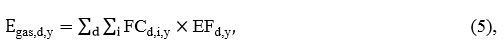 E_gas,d,y = ∑_d ∑_i FC_d,i,y × EF_d,y, (5),